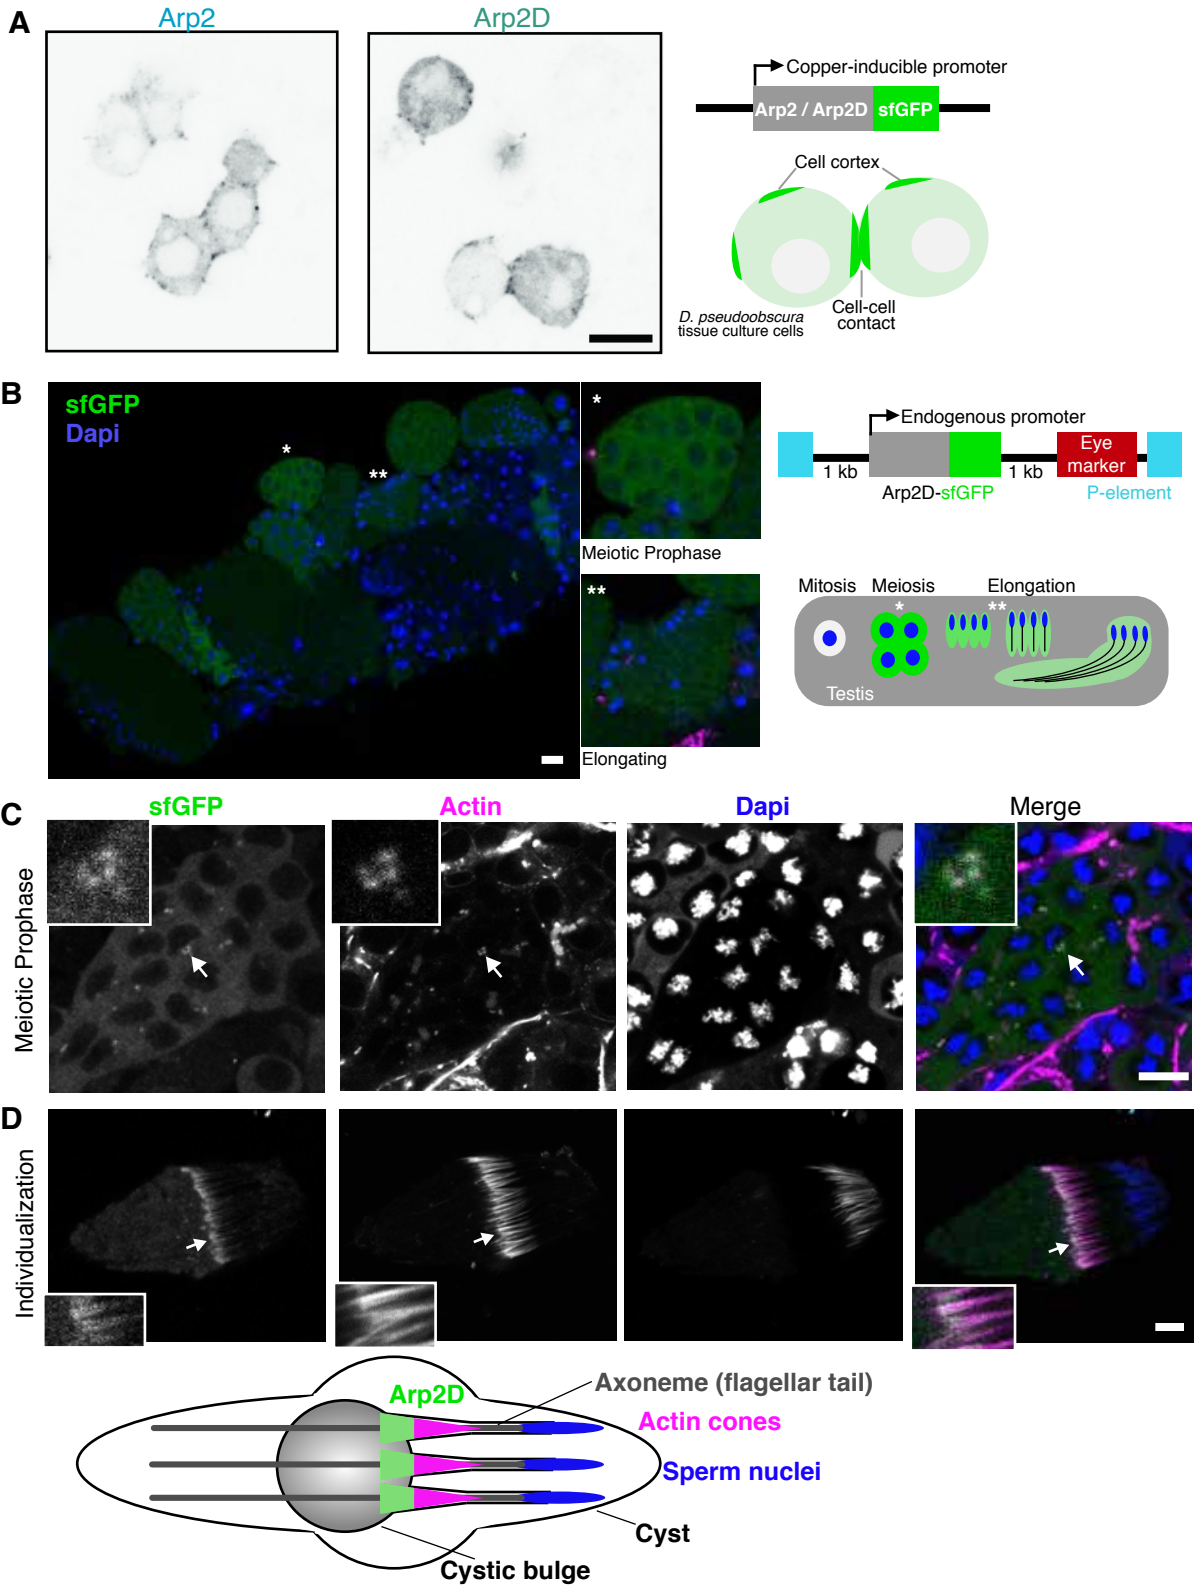 A
Arp2
Arp2D
Copper-inducible promoter
Arp2 / Arp2D
sfGFP
Cell cortex
D. pseudoobscura
tissue culture cells
Cell-cell
contact
B
sfGFP
Dapi
*
**
*
Meiotic Prophase
**
Elongating
Endogenous promoter
Eye
marker
1 kb
1 kb
Arp2D-sfGFP
P-element
Mitosis
Meiosis
Elongation
*
**
Testis
C
sfGFP
Actin
Dapi
Merge
Meiotic Prophase
D
Individualization
Arp2D
Axoneme (flagellar tail)
Actin cones
Sperm nuclei
Cyst
Cystic bulge